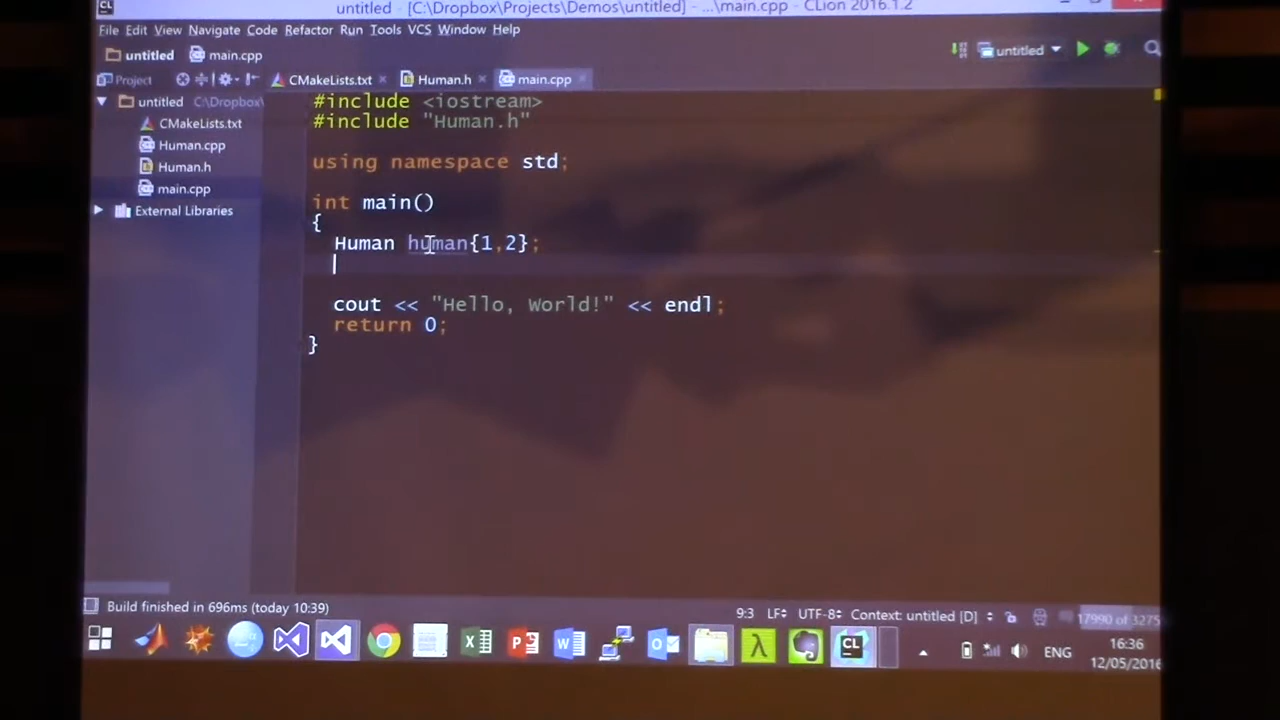 untitled - [C:\Dropbox\Projects\Demos\untitled] - ...\main.cpp - CLion 2016.1.2
File Edit View Navigate Code Refactor Run Tools VCS Window Help
untitled main.cpp untitled
Project CMakeLists.txt Human.h main.cpp
untitled C:\Dropbox\
CMakeLists.txt
Human.cpp
Human.h
main.cpp
External Libraries
#include <iostream>
#include "Human.h"
using namespace std;
int main()
{
Human human{1,2};
cout << "Hello, World!" << endl;
return 0;
}
Build finished in 696ms (today 10:39) 9:3 LF UTF-8 Context: untitled [D] 17990 of 3275
CL ENG 16:36
12/05/2016